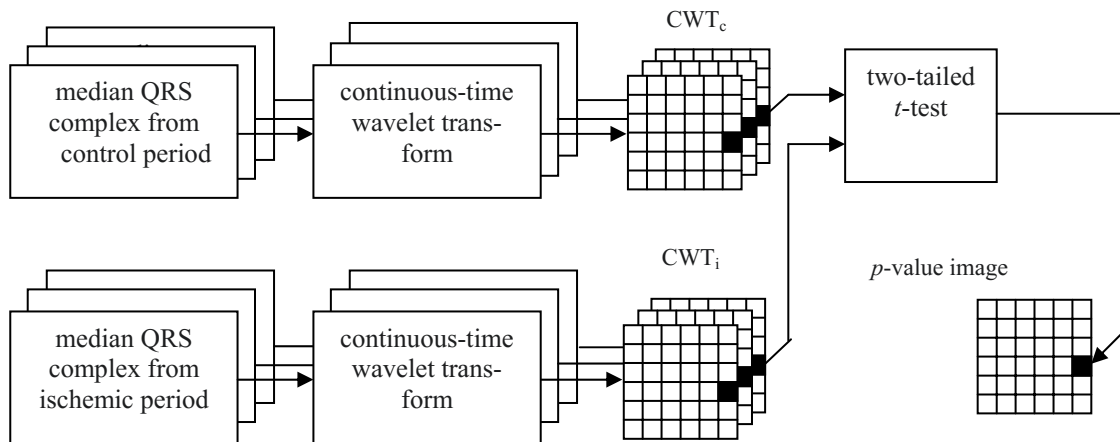 CWTc
median QRS
complex from
control period
continuous-time
wavelet trans-
form
two-tailed
t-test
CWTi
p-value image
median QRS
complex from
ischemic period
continuous-time
wavelet trans-
form